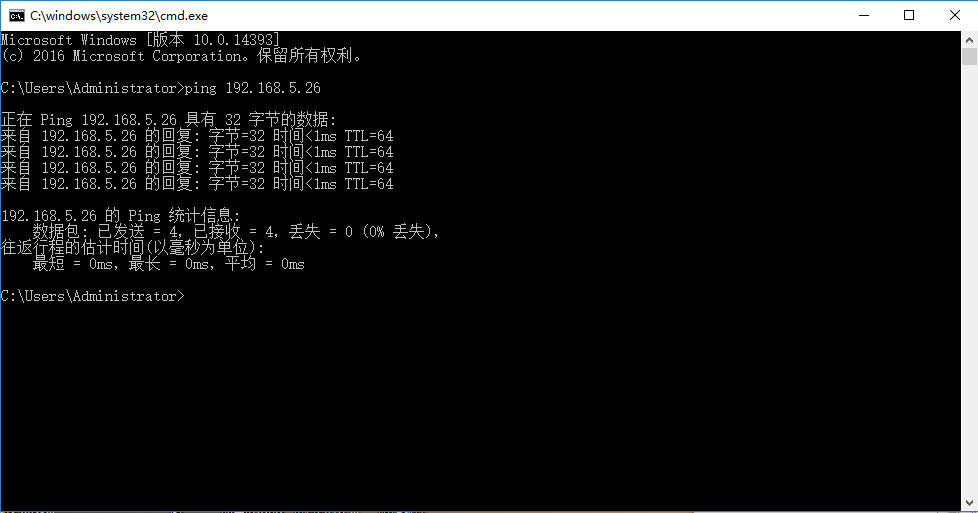 C:\windows\system32\cmd.exe
Microsoft Windows [版本 10.0.14393]
(c) 2016 Microsoft Corporation。保留所有权利。
C:\Users\Administrator>ping 192.168.5.26
正在 Ping 192.168.5.26 具有 32 字节的数据:
来自 192.168.5.26 的回复: 字节=32 时间<1ms TTL=64
来自 192.168.5.26 的回复: 字节=32 时间<1ms TTL=64
来自 192.168.5.26 的回复: 字节=32 时间<1ms TTL=64
来自 192.168.5.26 的回复: 字节=32 时间<1ms TTL=64
192.168.5.26 的 Ping 统计信息:
数据包: 已发送 = 4，已接收 = 4，丢失 = 0 (0% 丢失)，
往返行程的估计时间(以毫秒为单位):
最短 = 0ms，最长 = 0ms，平均 = 0ms
C:\Users\Administrator>